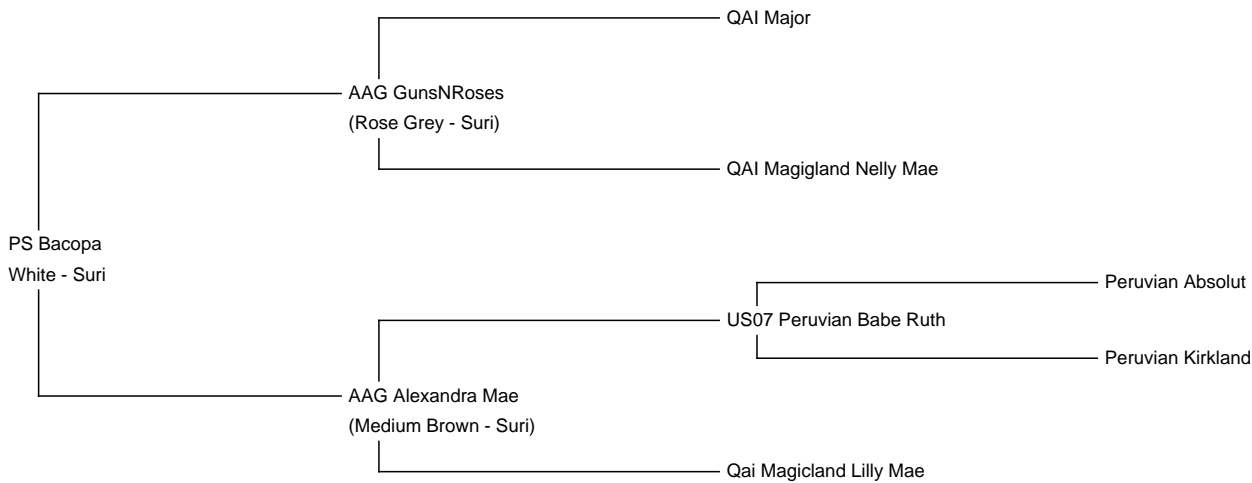 QAI Major
AAG GunsNRoses
(Rose Grey - Suri)
QAI Magigland Nelly Mae
PS Bacopa
White - Suri
Peruvian Absolut
US07 Peruvian Babe Ruth
Peruvian Kirkland
AAG Alexandra Mae
(Medium Brown - Suri)
Qai Magicland Lilly Mae